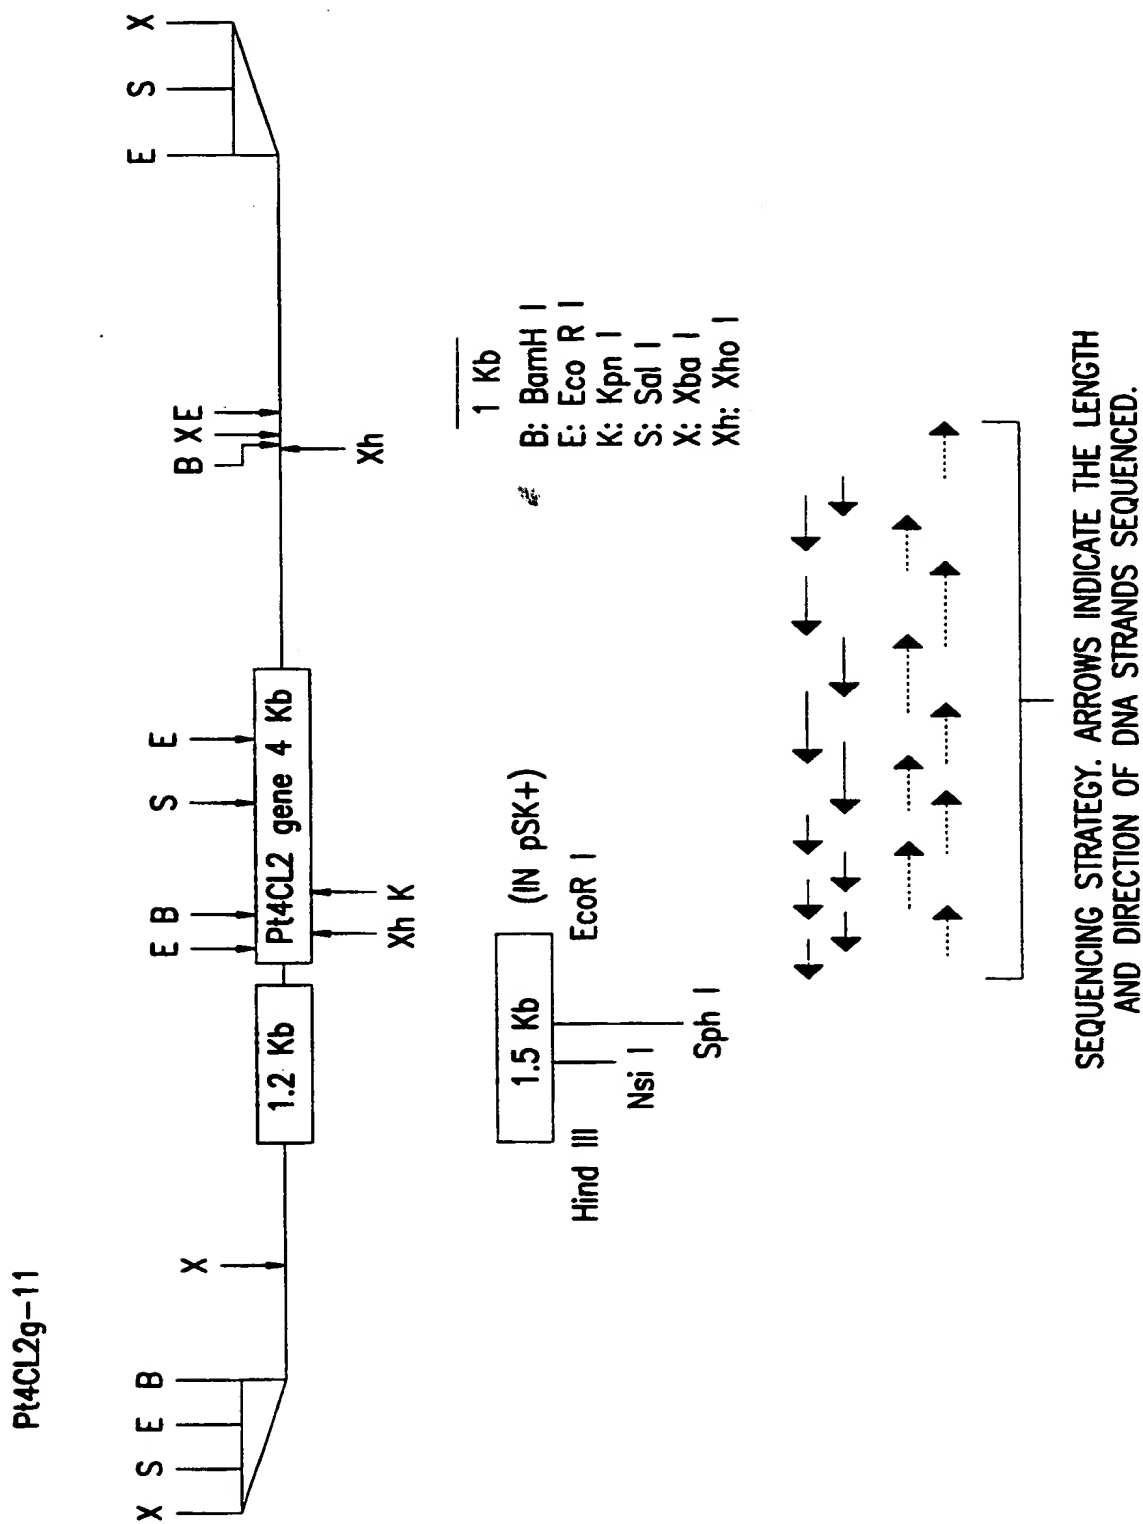 Pt4CL2g-11
X S E B
X
E B
S
E
B X E
E S X
1.2 Kb
Pt4CL2 gene 4 Kb
Xh K
Xh
1 Kb
B: BamH I
E: Eco R I
K: Kpn I
S: Sal I
X: Xba I
Xh: Xho I
1.5 Kb
(IN pSK+)
Hind III
EcoR I
Nsi I
Sph I
SEQUENCING STRATEGY. ARROWS INDICATE THE LENGTH
AND DIRECTION OF DNA STRANDS SEQUENCED.